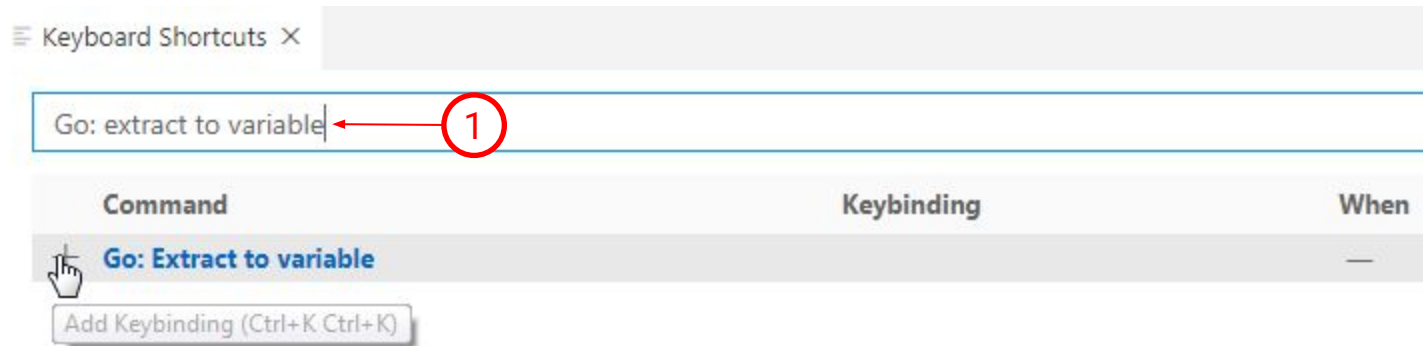 Keyboard Shortcuts
Go: extract to variable 1
Command Keybinding When
Go: Extract to variable —
Add Keybinding (Ctrl+K Ctrl+K)